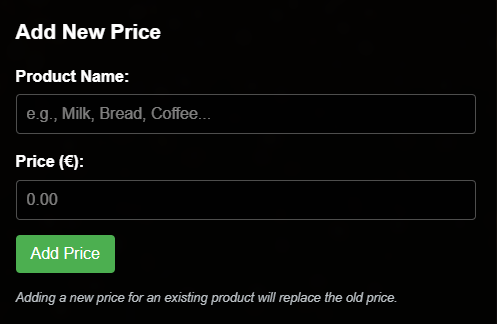 Add New Price
Product Name:
e.g., Milk, Bread, Coffee...
Price (€):
0.00
Add Price
Adding a new price for an existing product will replace the old price.